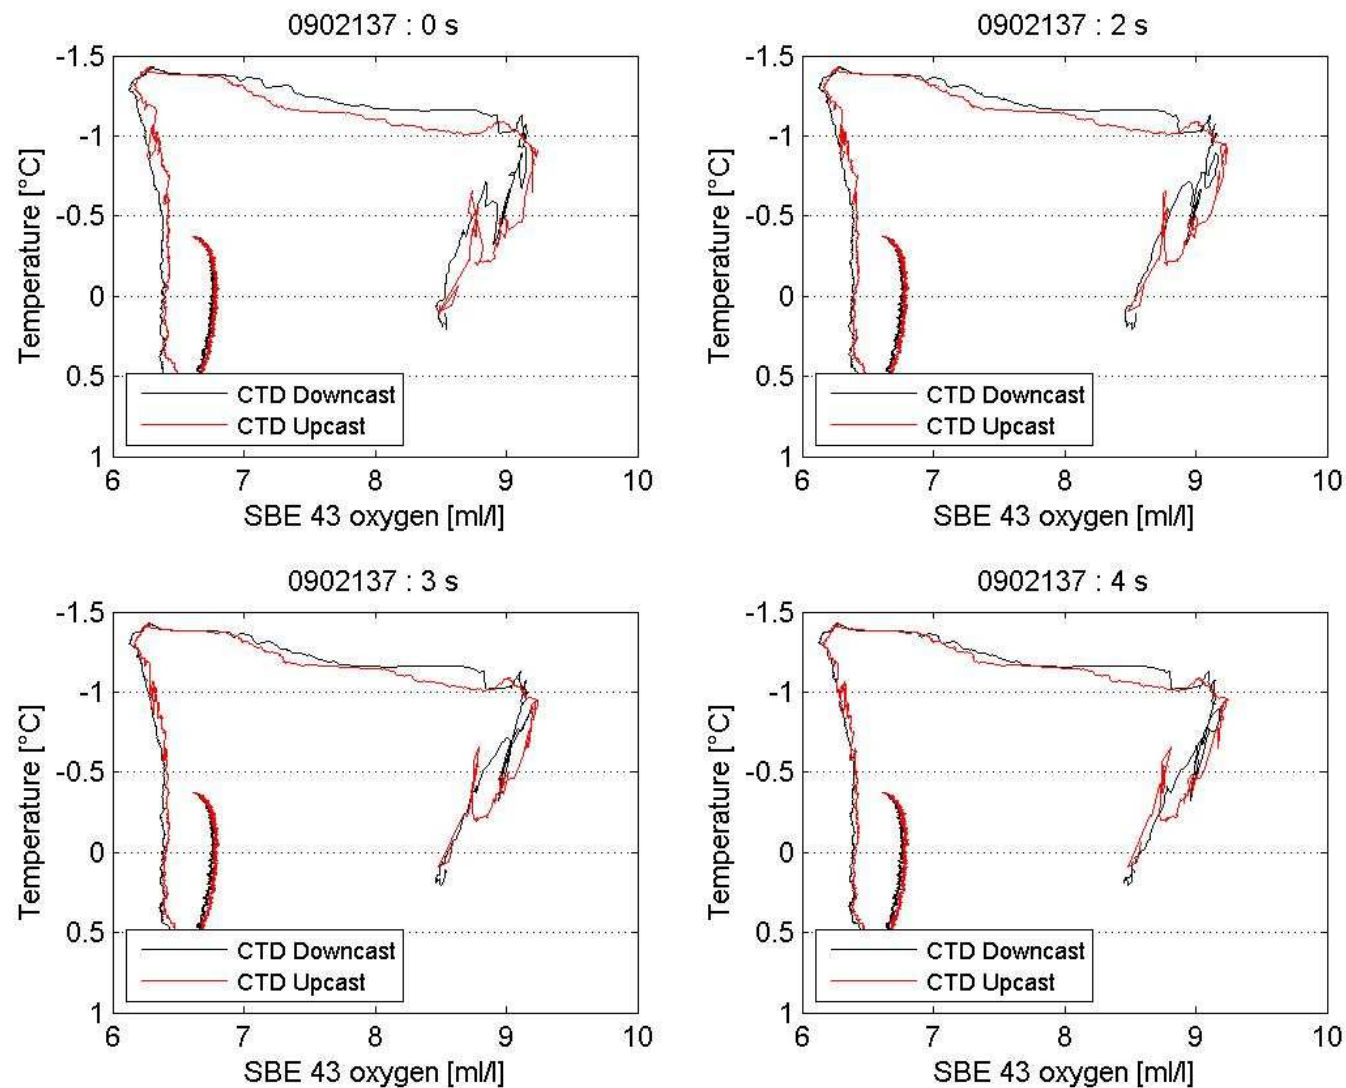 0902137 : 0 s
-1.5
-1
-0.5
0
0.5
1
Temperature [°C]
CTD Downcast
CTD Upcast
6 7 8 9 10
SBE 43 oxygen [ml/l]
0902137 : 2 s
-1.5
-1
-0.5
0
0.5
1
Temperature [°C]
CTD Downcast
CTD Upcast
6 7 8 9 10
SBE 43 oxygen [ml/l]
0902137 : 3 s
-1.5
-1
-0.5
0
0.5
1
Temperature [°C]
CTD Downcast
CTD Upcast
6 7 8 9 10
SBE 43 oxygen [ml/l]
0902137 : 4 s
-1.5
-1
-0.5
0
0.5
1
Temperature [°C]
CTD Downcast
CTD Upcast
6 7 8 9 10
SBE 43 oxygen [ml/l]